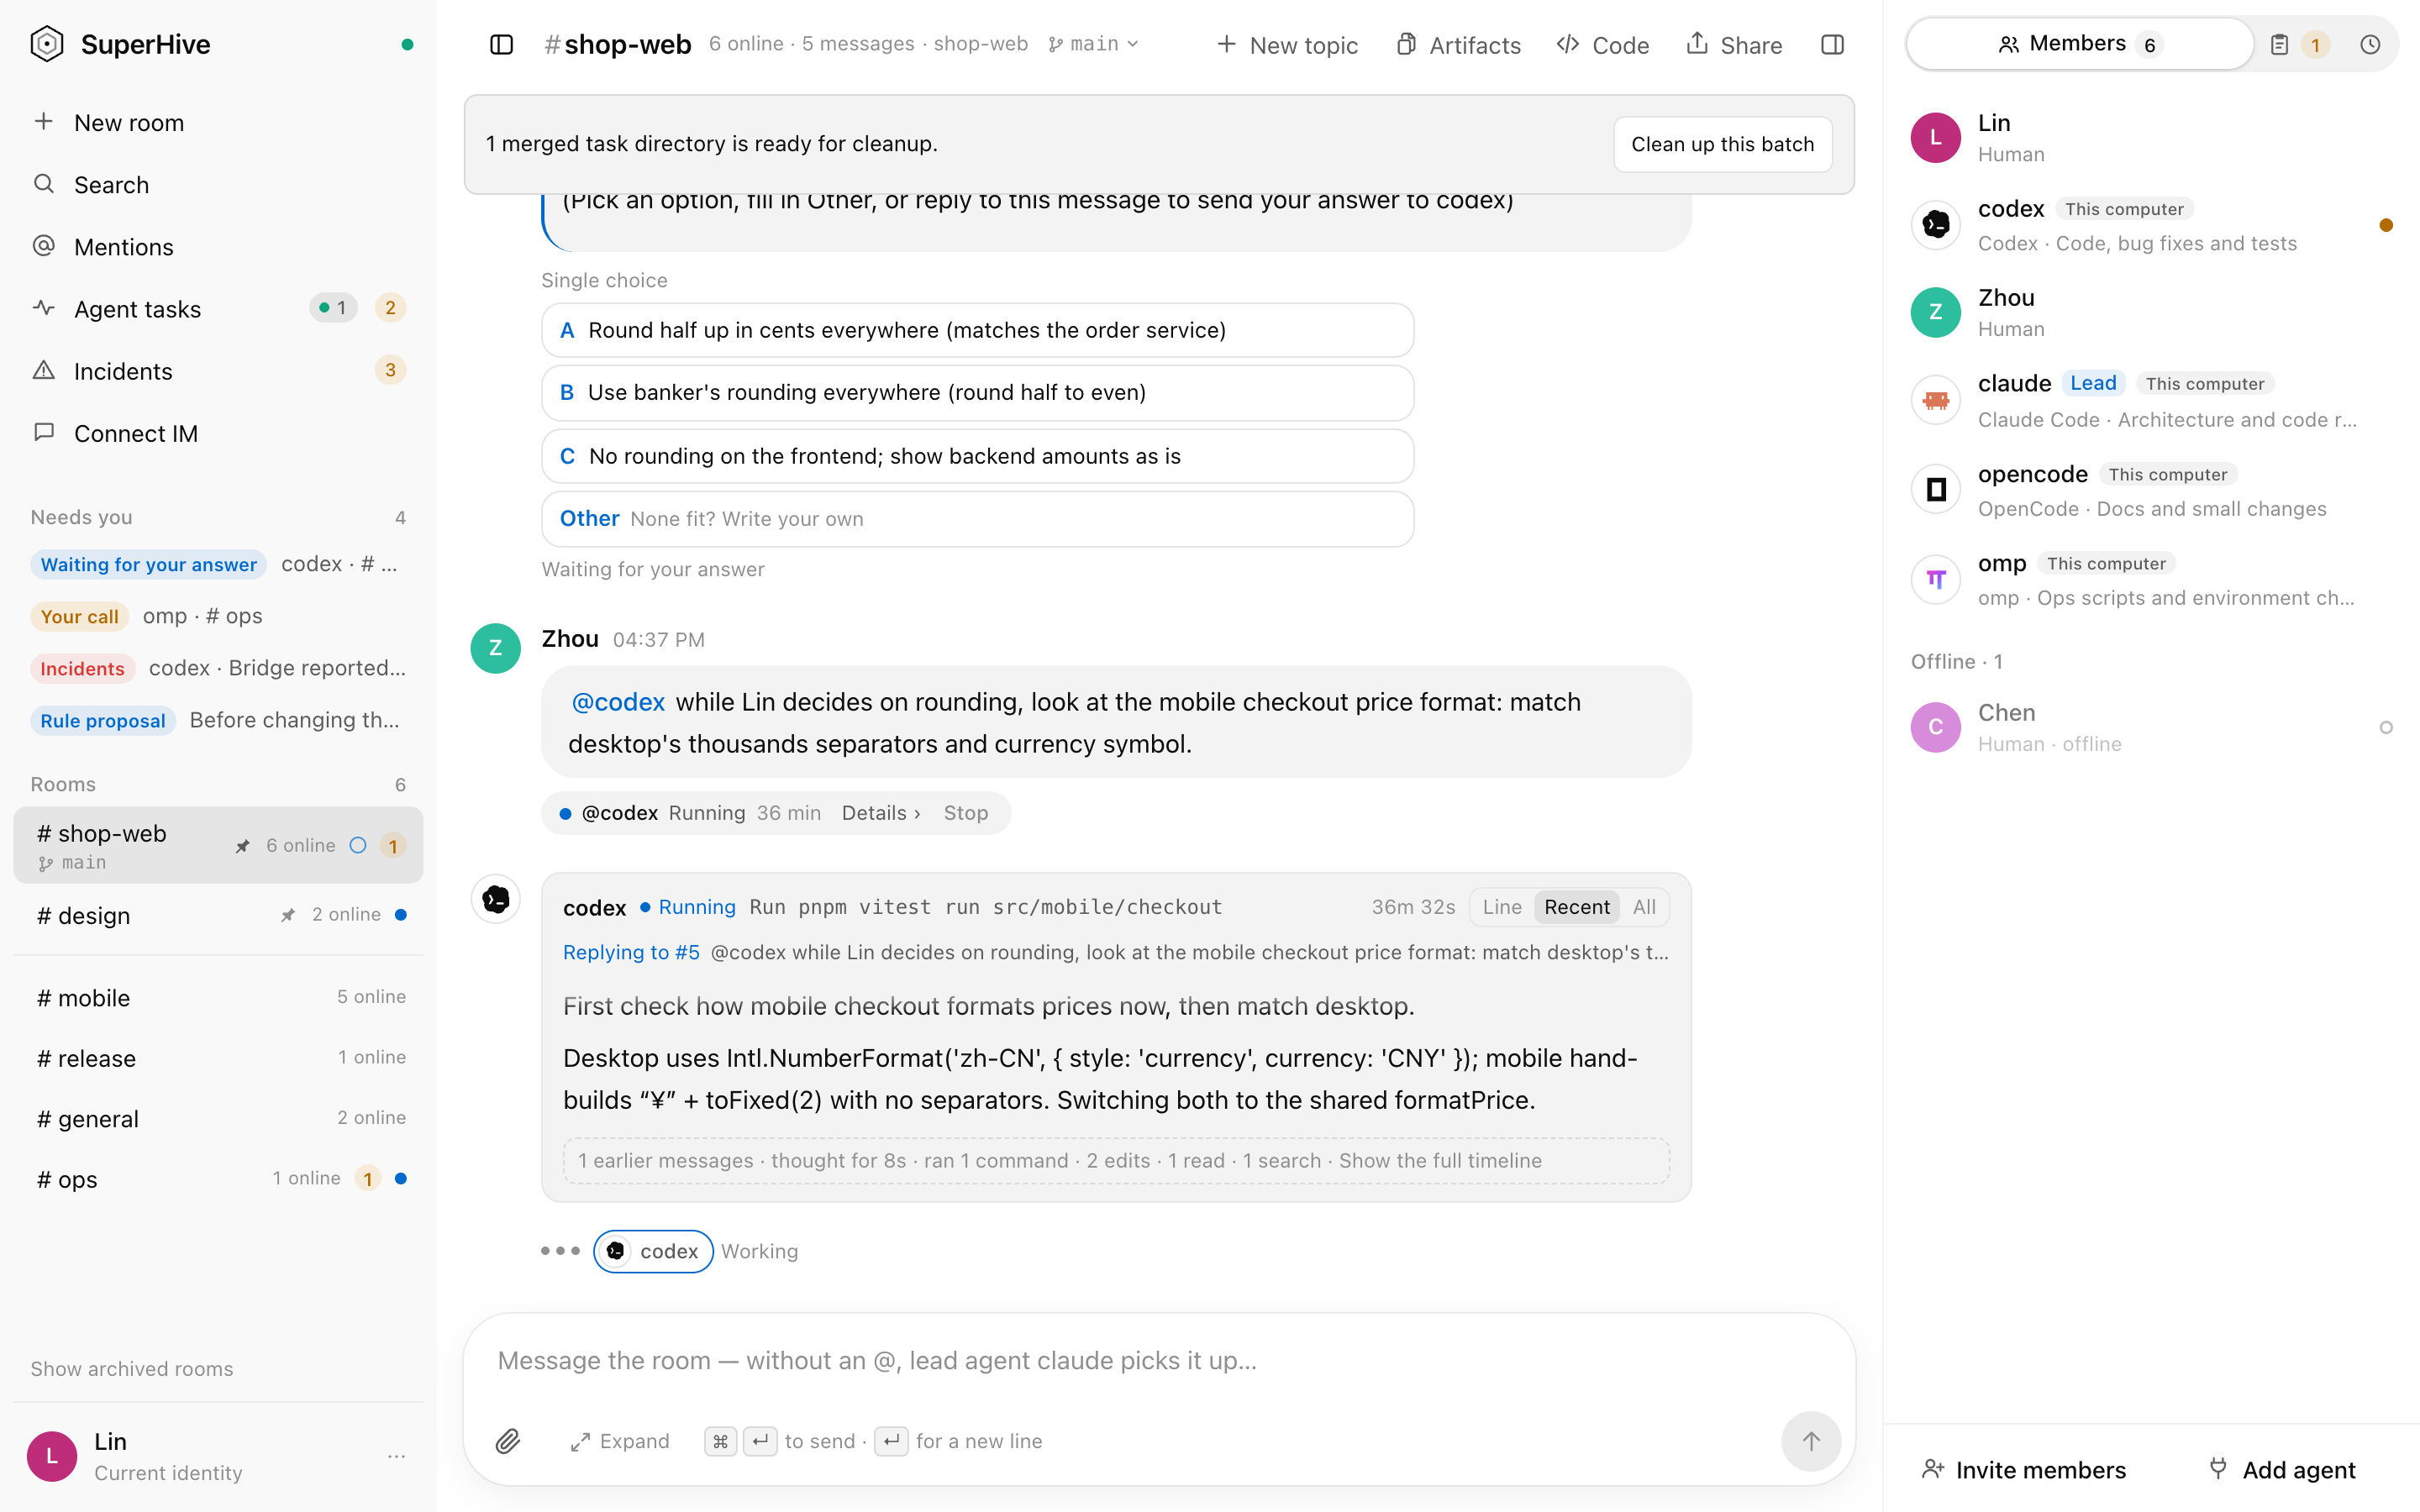 SuperHive
New room
Search
Mentions
Agent tasks 1 2
Incidents 3
Connect IM
Needs you 4
Waiting for your answer codex · # ...
Your call omp · # ops
Incidents codex · Bridge reported...
Rule proposal Before changing th...
Rooms 6
# shop-web 6 online 1
main
# design 2 online
# mobile 5 online
# release 1 online
# general 2 online
# ops 1 online 1
Show archived rooms
L Lin
Current identity
#shop-web 6 online · 5 messages · shop-web main
New topic
Artifacts
Code
Share
1 merged task directory is ready for cleanup.
Clean up this batch
(Pick an option, fill in Other, or reply to this message to send your answer to codex)
Single choice
A Round half up in cents everywhere (matches the order service)
B Use banker's rounding everywhere (round half to even)
C No rounding on the frontend; show backend amounts as is
Other None fit? Write your own
Waiting for your answer
Z Zhou 04:37 PM
@codex while Lin decides on rounding, look at the mobile checkout price format: match
desktop's thousands separators and currency symbol.
@codex Running 36 min Details › Stop
codex Running Run pnpm vitest run src/mobile/checkout 36m 32s Line Recent All
Replying to #5 @codex while Lin decides on rounding, look at the mobile checkout price format: match desktop's t...
First check how mobile checkout formats prices now, then match desktop.
Desktop uses Intl.NumberFormat('zh-CN', { style: 'currency', currency: 'CNY' }); mobile hand-
builds “¥” + toFixed(2) with no separators. Switching both to the shared formatPrice.
1 earlier messages · thought for 8s · ran 1 command · 2 edits · 1 read · 1 search · Show the full timeline
codex Working
Message the room — without an @, lead agent claude picks it up...
Expand ⌘ ↵ to send · ↵ for a new line
Members 6
1
L Lin
Human
codex This computer
Codex · Code, bug fixes and tests
Z Zhou
Human
claude Lead This computer
Claude Code · Architecture and code r...
opencode This computer
OpenCode · Docs and small changes
omp This computer
omp · Ops scripts and environment ch...
Offline · 1
C Chen
Human · offline
Invite members
Add agent